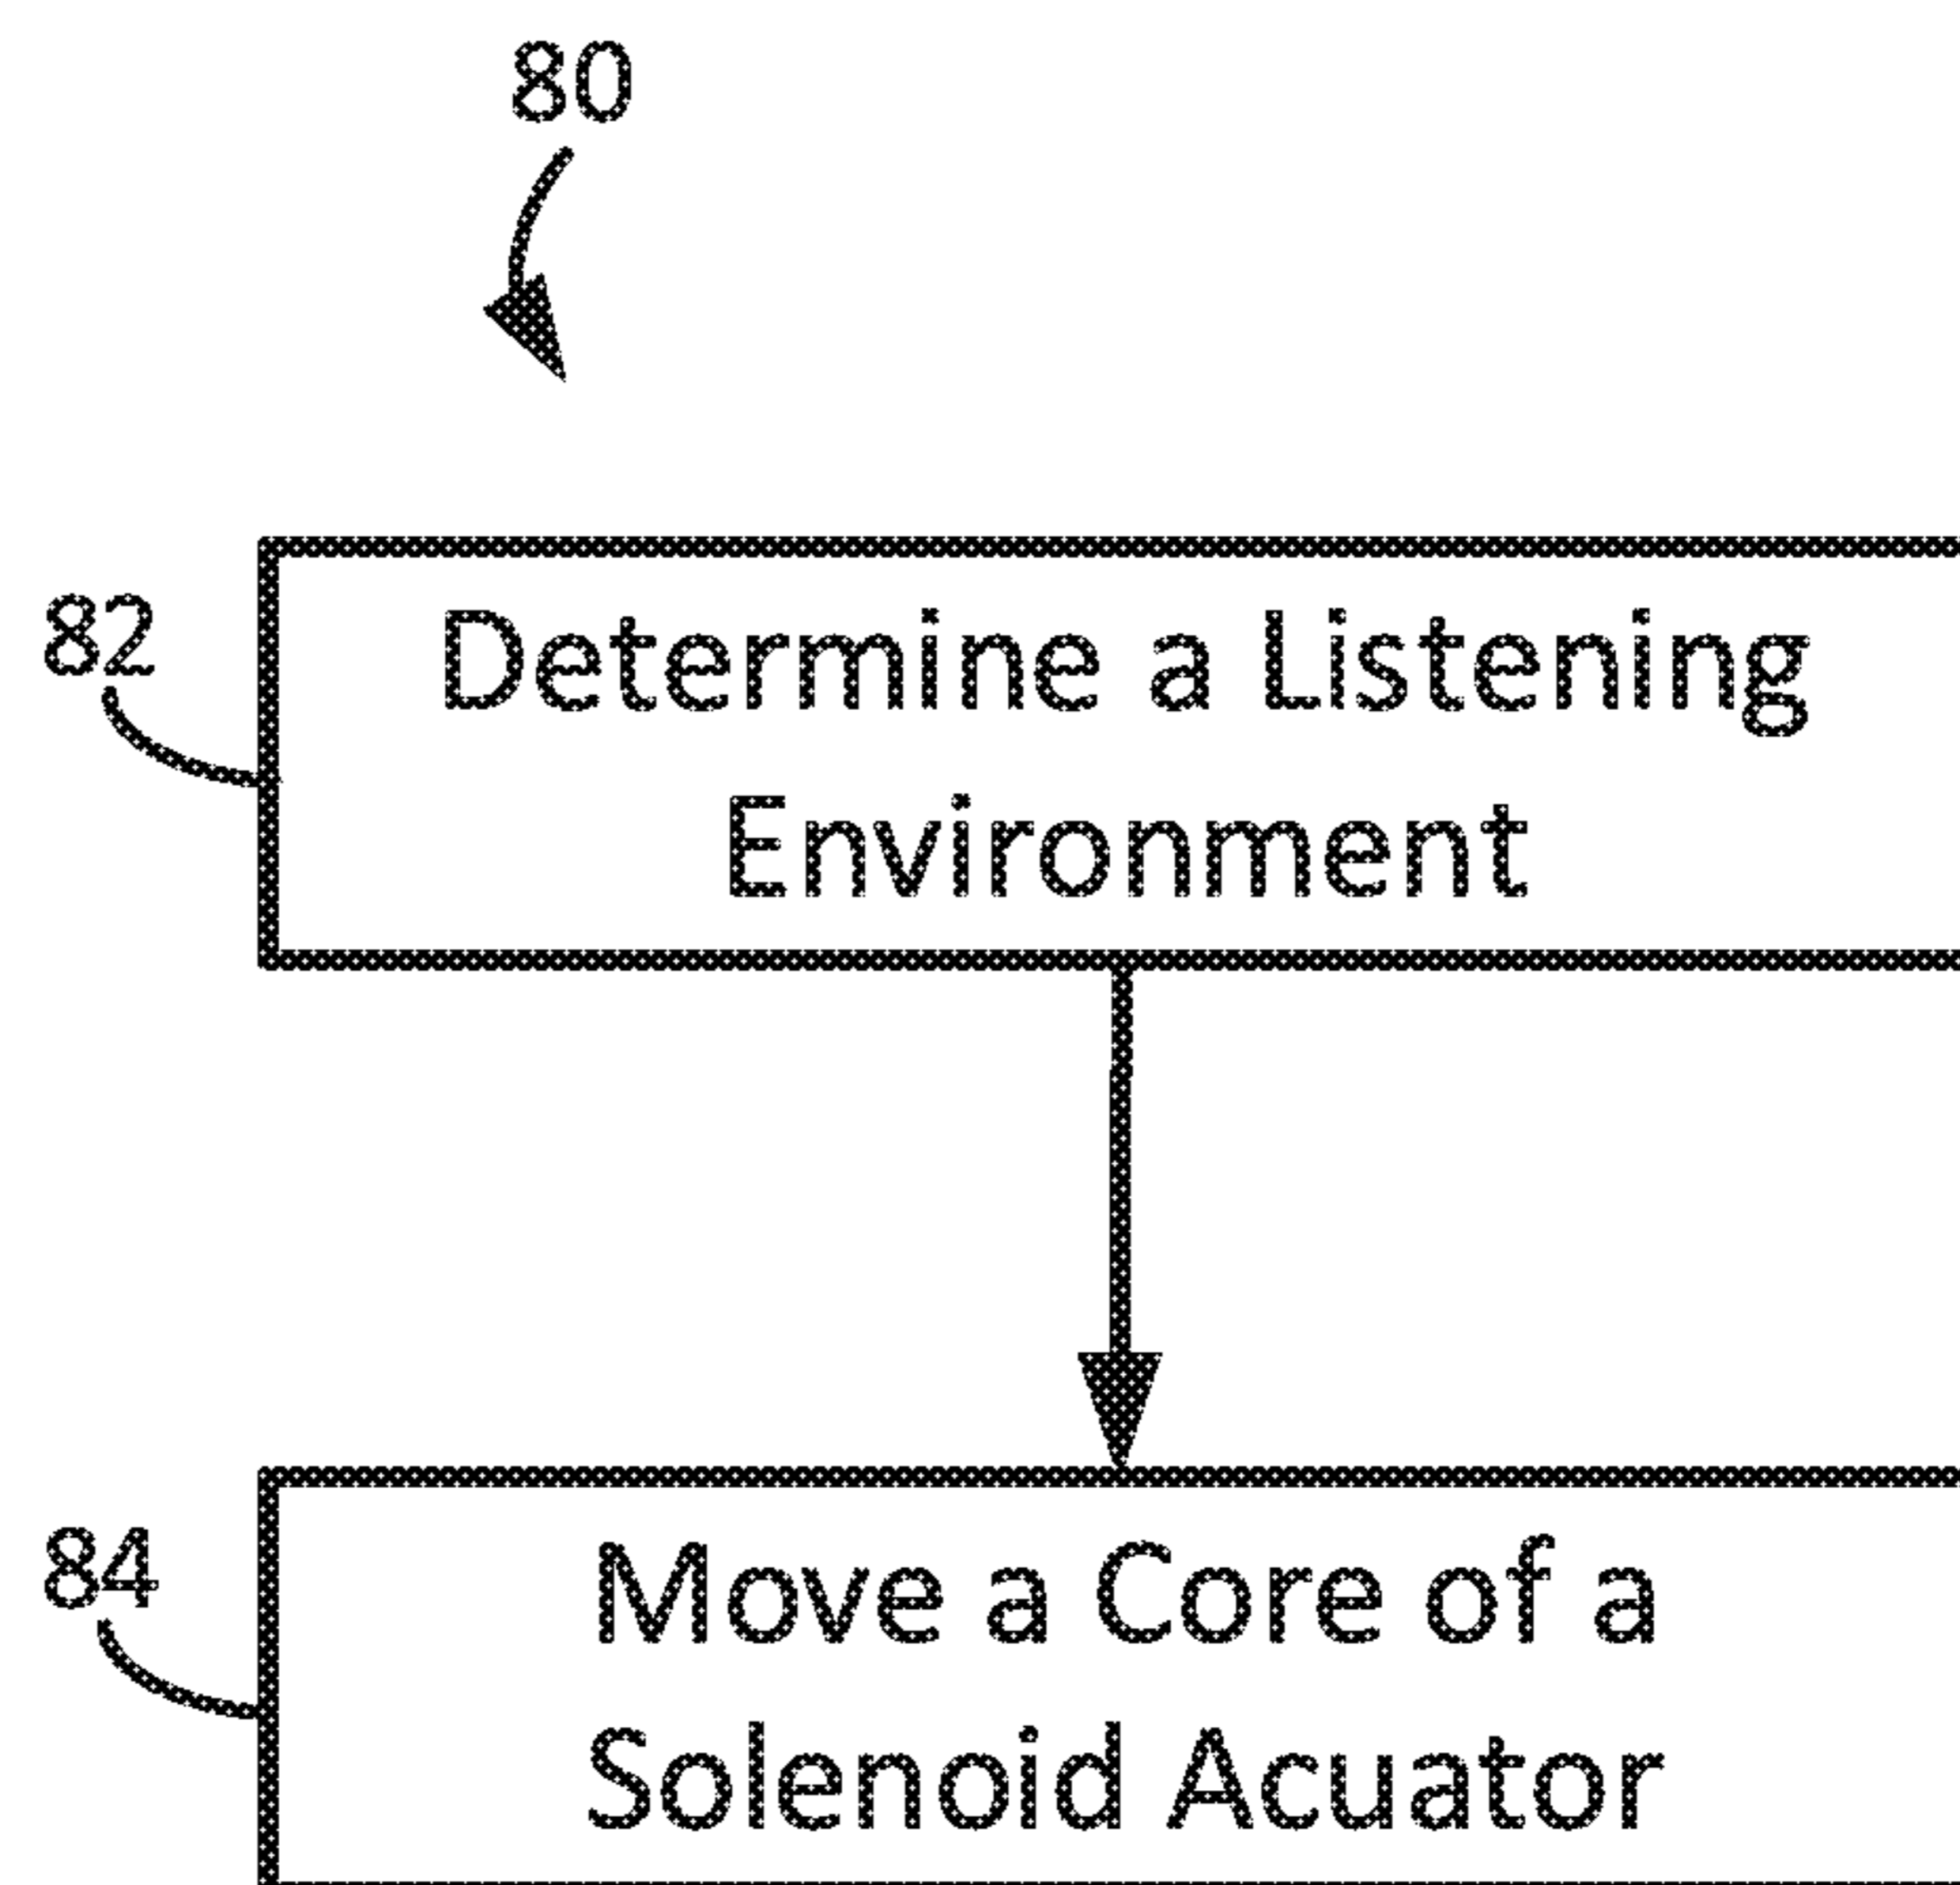 80
82
Determine a Listening
Environment
84
Move a Core of a
Solenoid Acuator